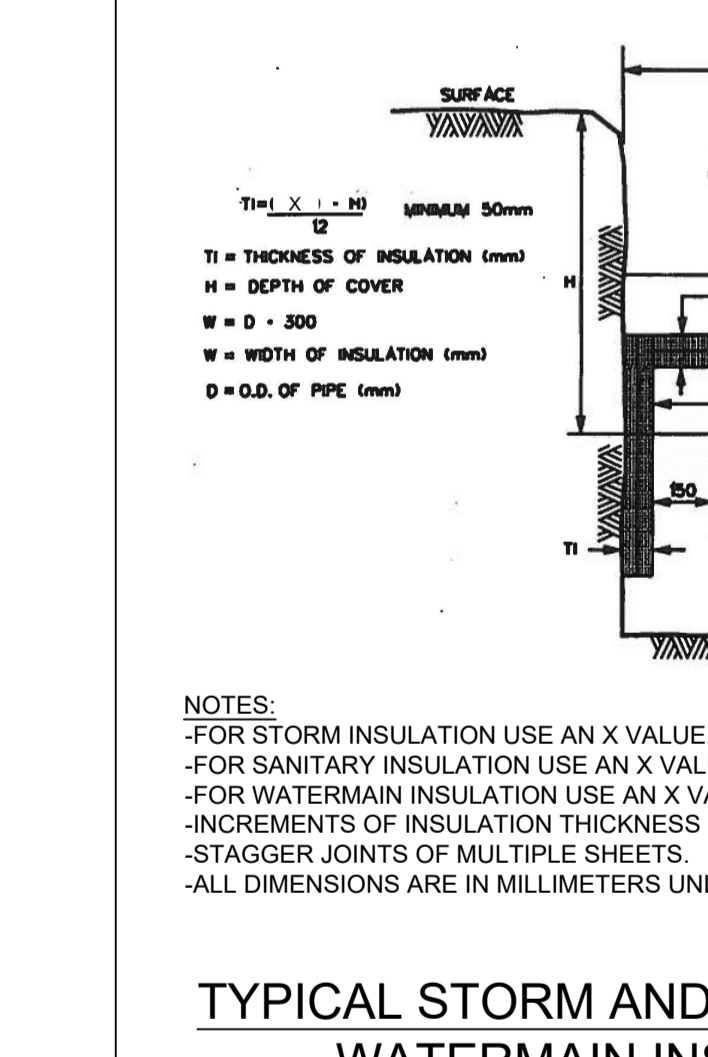 SURFACE
TI=( X ) - H) MINIMUM 50mm
12
TI = THICKNESS OF INSULATION (mm)
H = DEPTH OF COVER
H
W = D + 300
W = WIDTH OF INSULATION (mm)
D = O.D. OF PIPE (mm)
150
TI
NOTES:
-FOR STORM INSULATION USE AN X VALUE
-FOR SANITARY INSULATION USE AN X VAL
-FOR WATERMAIN INSULATION USE AN X VA
-INCREMENTS OF INSULATION THICKNESS
-STAGGER JOINTS OF MULTIPLE SHEETS.
-ALL DIMENSIONS ARE IN MILLIMETERS UN
TYPICAL STORM AND
WATERMAIN INS